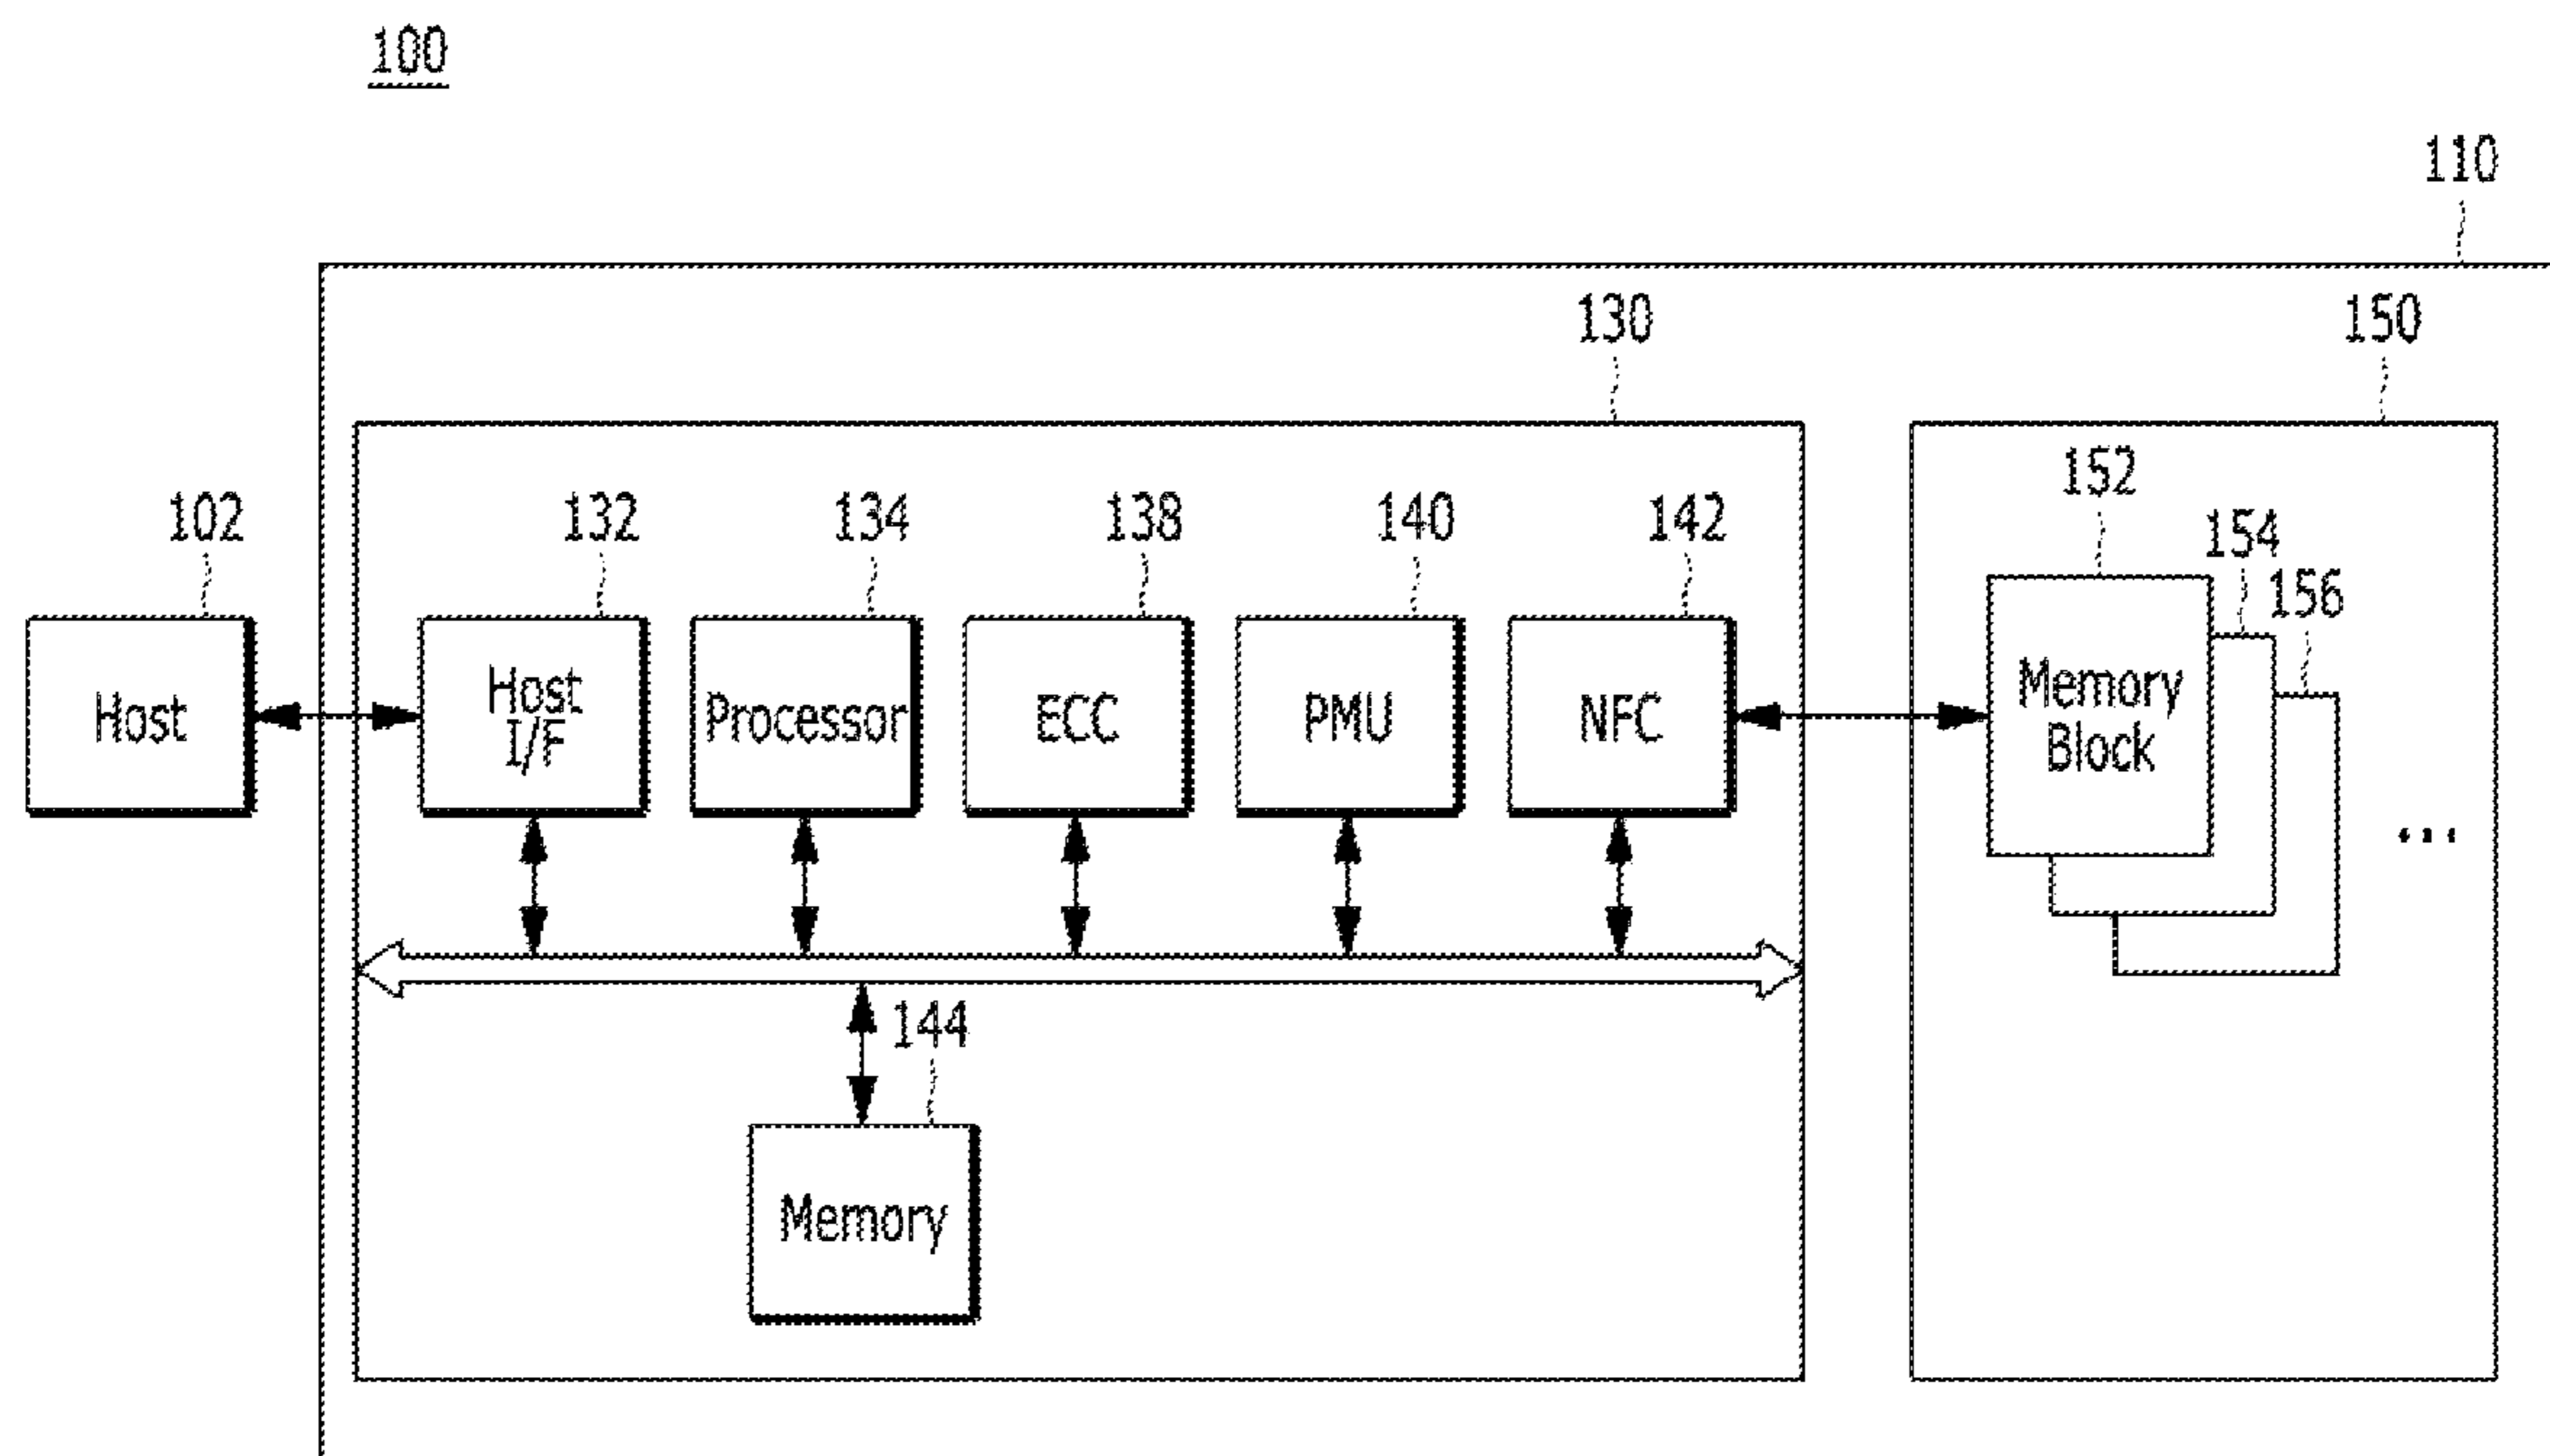 100
110
130
150
152
154
156
102
132
134
138
140
142
Host
Host
I/F
Processor
ECC
PMU
NFC
Memory
Block
...
144
Memory